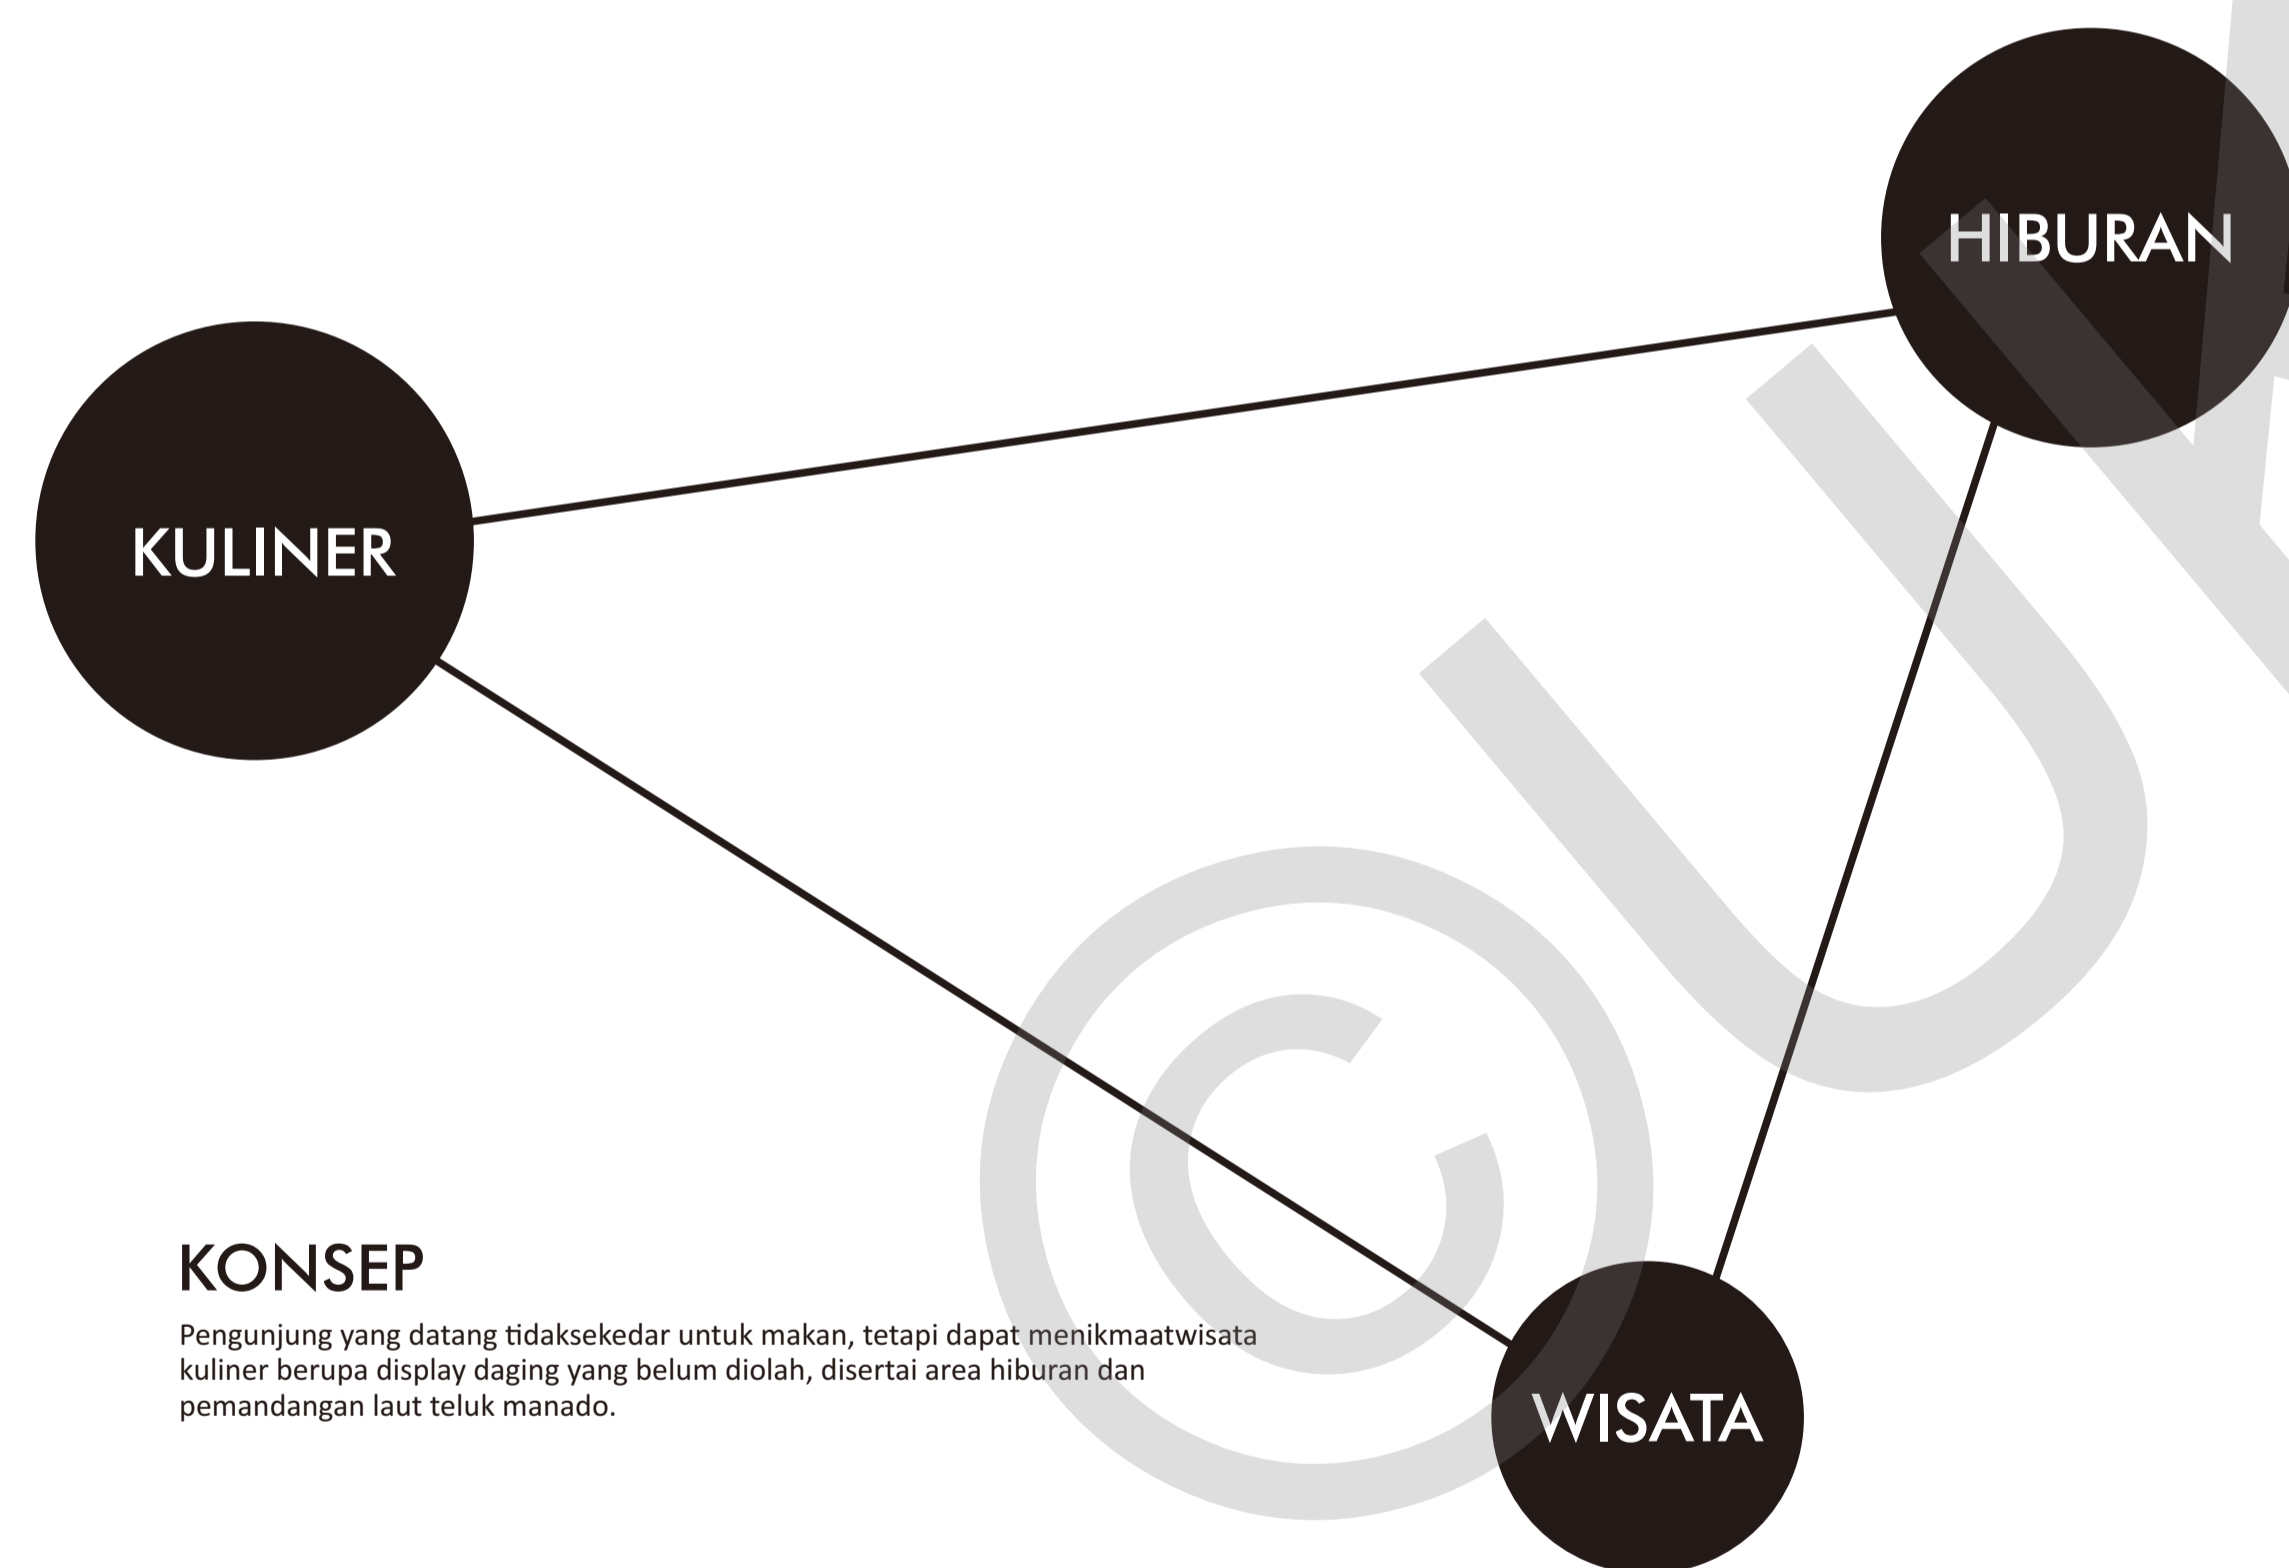 HIBURAN
KULINER
KONSEP
Pengunjung yang datang tidaksekedar untuk makan, tetapi dapat menikmaatwisata
kuliner berupa display daging yang belum diolah, disertai area hiburan dan
pemandangan laut teluk manado.
WISATA
©